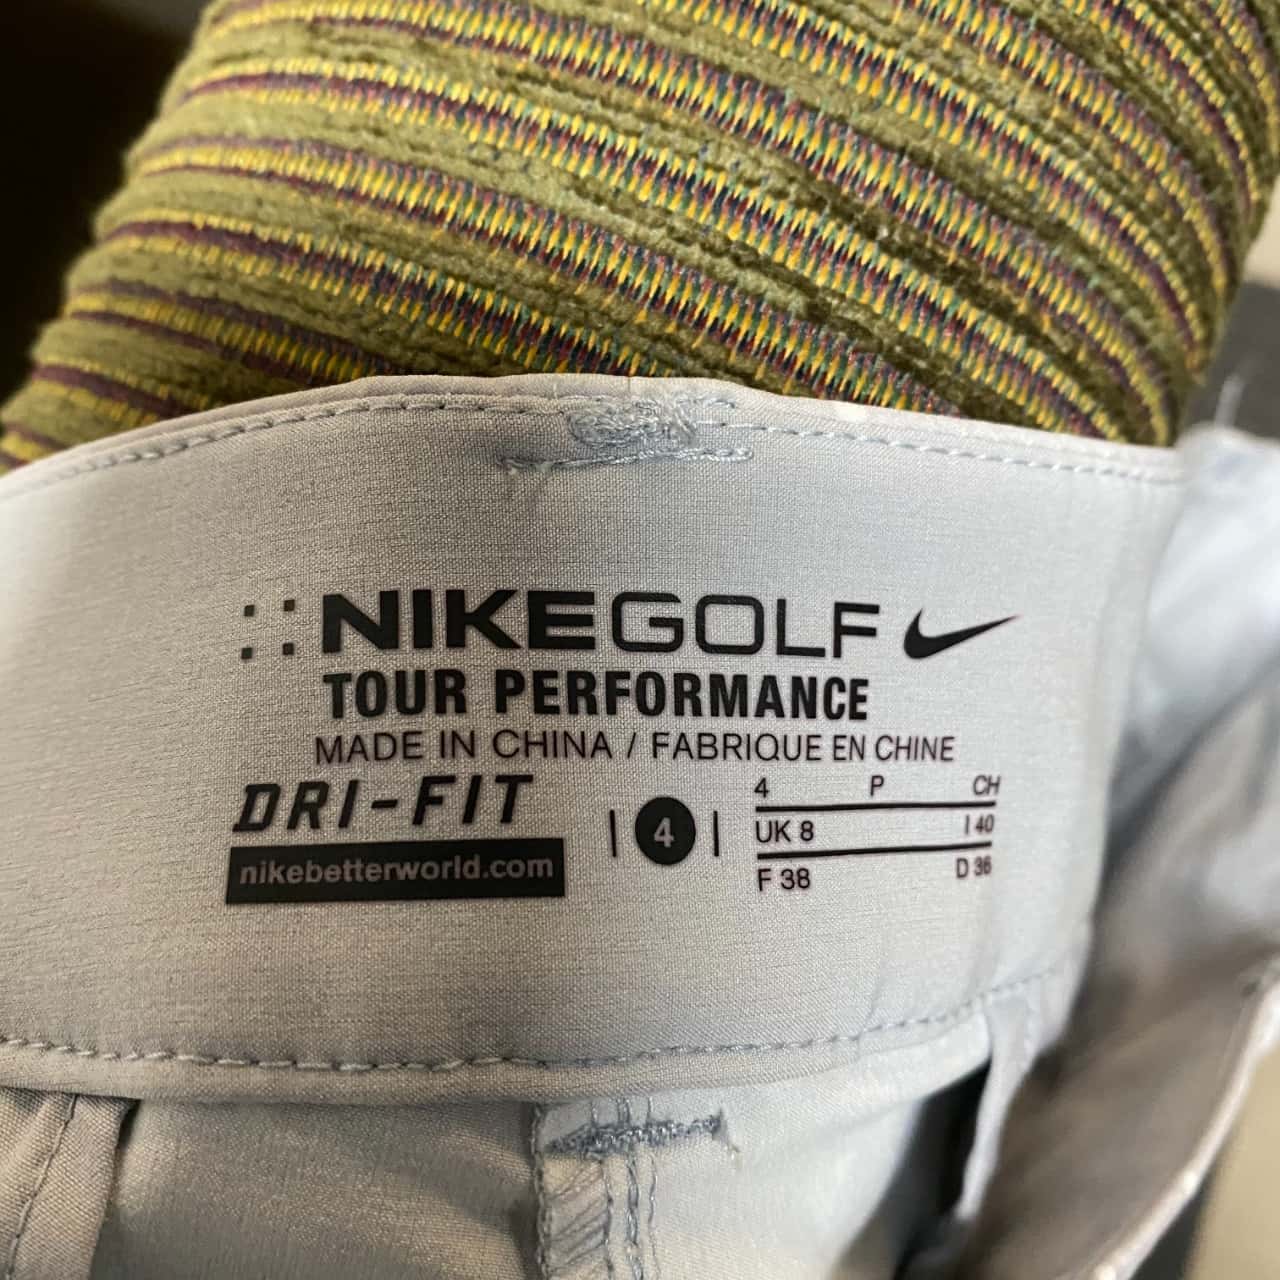 NIKEGOLF
TOUR PERFORMANCE
MADE IN CHINA / FABRIQUE EN CHINE
DRI-FIT
nikebetterworld.com
| 4 |
4 P CH
UK 8 I 40
F 38 D 36